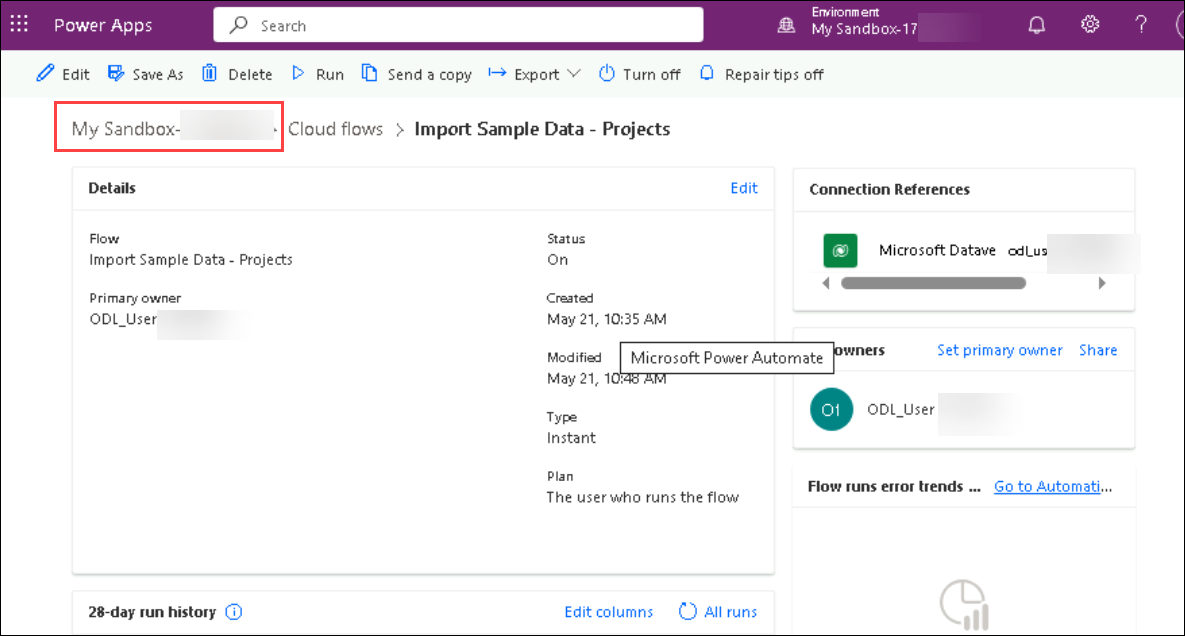 Power Apps
Search
Environment
My Sandbox-17
?
Edit
Save As
Delete
Run
Send a copy
Export
Turn off
Repair tips off
My Sandbox- Cloud flows > Import Sample Data - Projects
Details
Edit
Flow
Import Sample Data - Projects
Primary owner
ODL_User
Status
On
Created
May 21, 10:35 AM
Modified
May 21, 10:48 AM
Type
Instant
Plan
The user who runs the flow
Microsoft Power Automate
28-day run history
Edit columns
All runs
Connection References
Microsoft Datave odl_us
owners
Set primary owner
Share
O1
ODL_User
Flow runs error trends ...
Go to Automati...